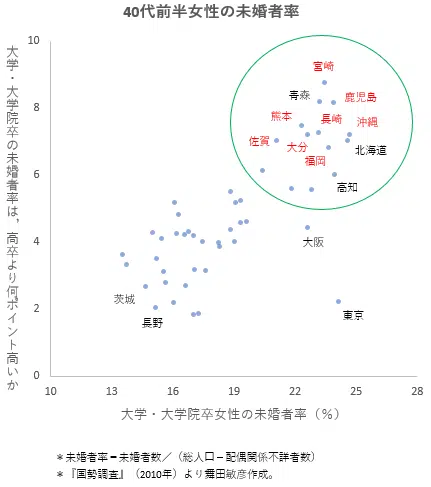 40代前半女性の未婚者率
大学・大学院卒の未婚者率は，高卒より何ポイント高いか
10
8
6
4
2
0
宮崎
青森
鹿児島
熊本
長崎
沖縄
佐賀
大分
福岡
北海道
高知
大阪
茨城
長野
東京
10
13
16
19
22
25
28
大学・大学院卒女性の未婚者率（％）
＊未婚者率＝未婚者数／（総人口－配偶関係不詳者数）
＊『国勢調査』（2010年）より舞田敏彦作成。